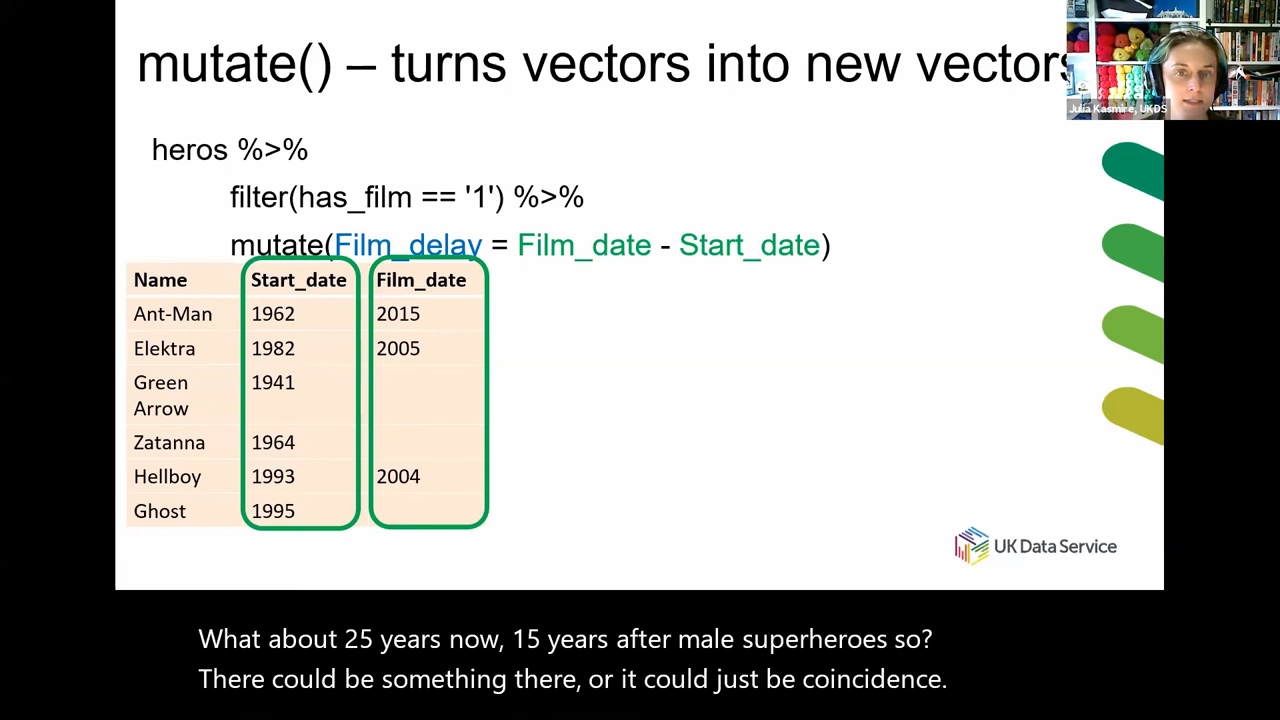 mutate() – turns vectors into new vectors
Julia Kasmire, UKDS
heros %>%
filter(has_film == '1') %>%
mutate(Film_delay = Film_date - Start_date)
Name Start_date Film_date
Ant-Man 1962 2015
Elektra 1982 2005
Green 1941
Arrow
Zatanna 1964
Hellboy 1993 2004
Ghost 1995
UK Data Service
What about 25 years now, 15 years after male superheroes so?
There could be something there, or it could just be coincidence.